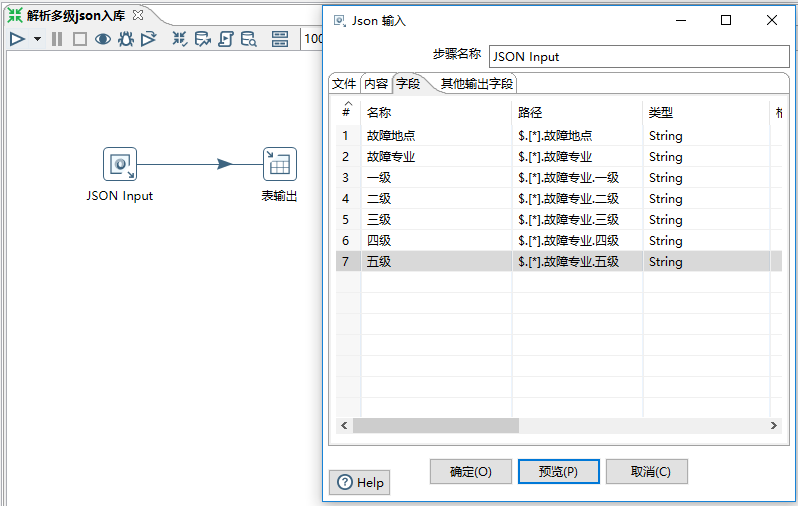 解析多级json入库
100
JSON Input
表输出
Json 输入
步骤名称 JSON Input
文件 内容 字段 其他输出字段
# 名称 路径 类型
1 故障地点 $.[*].故障地点 String
2 故障专业 $.[*].故障专业 String
3 一级 $.[*].故障专业.一级 String
4 二级 $.[*].故障专业.二级 String
5 三级 $.[*].故障专业.三级 String
6 四级 $.[*].故障专业.四级 String
7 五级 $.[*].故障专业.五级 String
确定(O) 预览(P) 取消(C)
Help